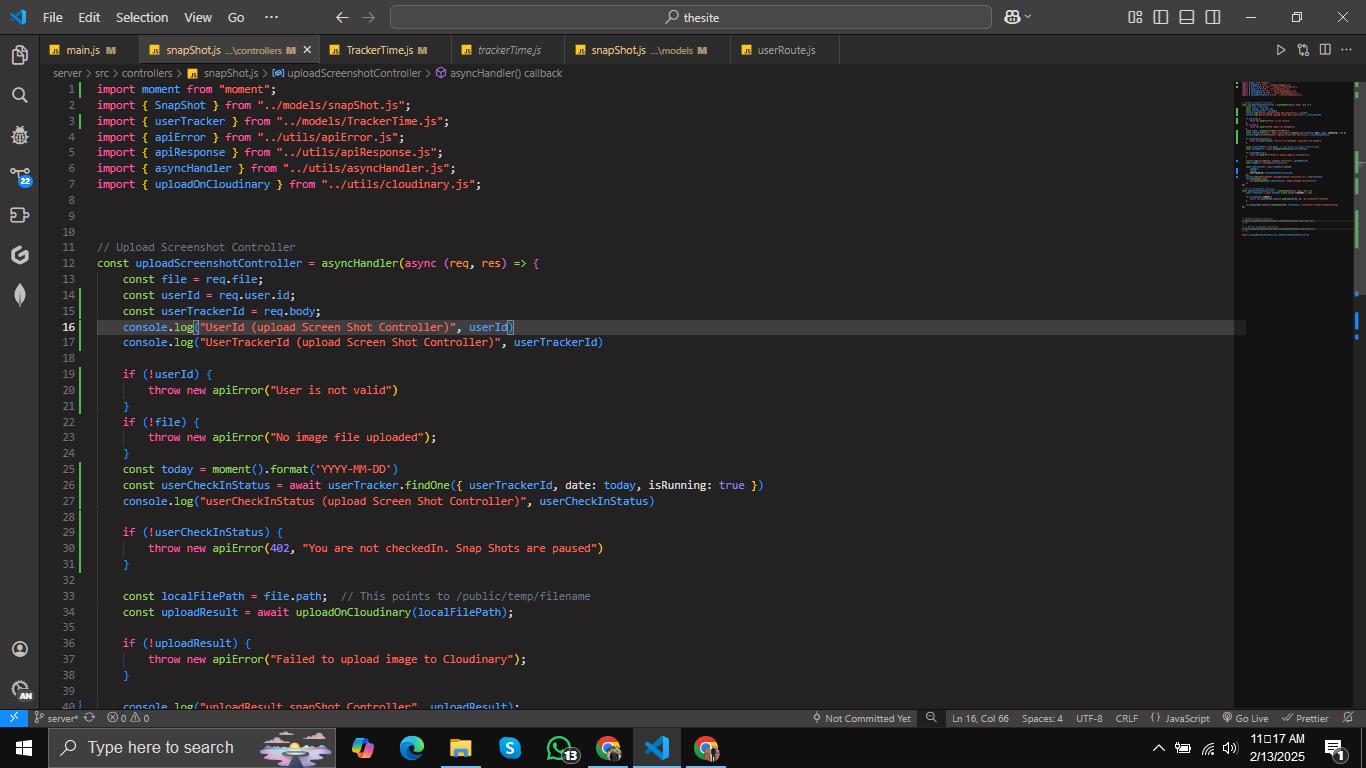 File Edit Selection View Go ··· thesite
main.js M snapShot.js ...\controllers M TrackerTime.js M trackerTime.js snapShot.js ...\models M userRoute.js
server > src > controllers > snapShot.js > uploadScreenshotController > asyncHandler() callback
1 import moment from "moment";
2 import { SnapShot } from "../models/snapShot.js";
3 import { userTracker } from "../models/TrackerTime.js";
4 import { apiError } from "../utils/apiError.js";
5 import { apiResponse } from "../utils/apiResponse.js";
6 import { asyncHandler } from "../utils/asyncHandler.js";
7 import { uploadOnCloudinary } from "../utils/cloudinary.js";
8
9
10
11 // Upload Screenshot Controller
12 const uploadScreenshotController = asyncHandler(async (req, res) => {
13 const file = req.file;
14 const userId = req.user.id;
15 const userTrackerId = req.body;
16 console.log("UserId (upload Screen Shot Controller)", userId)
17 console.log("UserTrackerId (upload Screen Shot Controller)", userTrackerId)
18
19 if (!userId) {
20 throw new apiError("User is not valid")
21 }
22 if (!file) {
23 throw new apiError("No image file uploaded");
24 }
25 const today = moment().format('YYYY-MM-DD')
26 const userCheckInStatus = await userTracker.findOne({ userTrackerId, date: today, isRunning: true })
27 console.log("userCheckInStatus (upload Screen Shot Controller)", userCheckInStatus)
28
29 if (!userCheckInStatus) {
30 throw new apiError(402, "You are not checkedIn. Snap Shots are paused")
31 }
32
33 const localFilePath = file.path; // This points to /public/temp/filename
34 const uploadResult = await uploadOnCloudinary(localFilePath);
35
36 if (!uploadResult) {
37 throw new apiError("Failed to upload image to Cloudinary");
38 }
39
40 console.log("uploadResult snapShot Controller", uploadResult);
22
AN
server* 0 0 Not Committed Yet Ln 16, Col 66 Spaces: 4 UTF-8 CRLF {} JavaScript Go Live Prettier
Type here to search 13 11□17 AM
2/13/2025 1